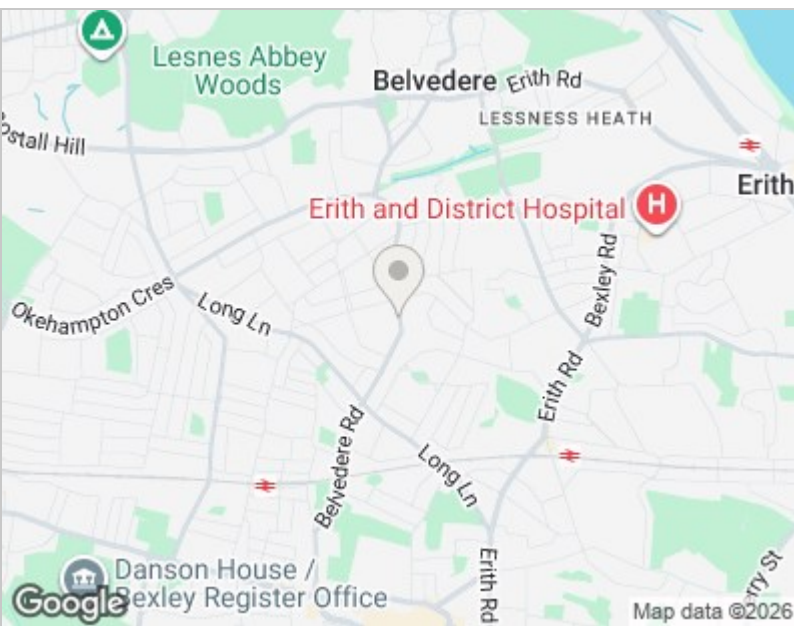 Lesnes Abbey
Woods
Belvedere
Erith Rd
LESSNESS HEATH
Bostall Hill
Erith
Erith and District Hospital
H
Bexley Rd
Okehampton Cres
Long Ln
Erith Rd
Belvedere Rd
Long Ln
Erith Rd
Danson House /
Bexley Register Office
Google
Map data ©2026